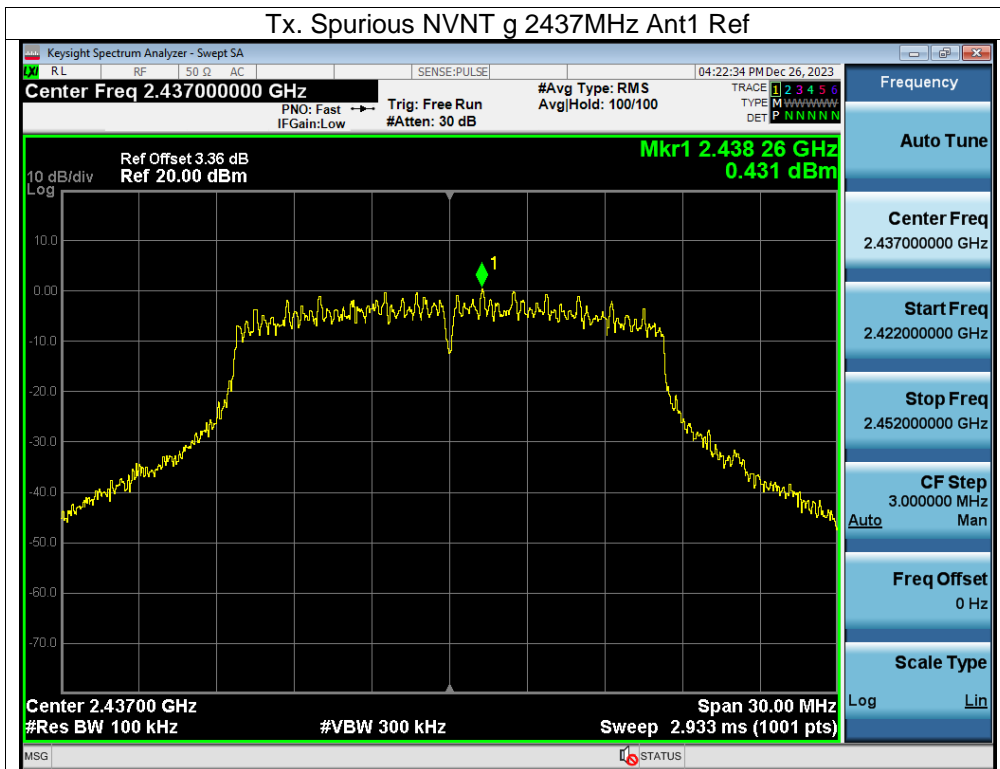 Tx. Spurious NVNT g 2437MHz Ant1 Ref
Keysight Spectrum Analyzer - Swept SA
LXI RL RF 50 Ω AC SENSE:PULSE 04:22:34 PM Dec 26, 2023
Center Freq 2.437000000 GHz
PNO: Fast
IFGain:Low
Trig: Free Run
#Atten: 30 dB
#Avg Type: RMS
Avg|Hold: 100/100
TRACE 1 2 3 4 5 6
TYPE M WWWWW
DET P N N N N N
Frequency
Auto Tune
Center Freq
2.437000000 GHz
Start Freq
2.422000000 GHz
Stop Freq
2.452000000 GHz
CF Step
3.000000 MHz
Auto Man
Freq Offset
0 Hz
Scale Type
Log Lin
Mkr1 2.438 26 GHz
0.431 dBm
Ref Offset 3.36 dB
10 dB/div Ref 20.00 dBm
Log
10.0
0.00
-10.0
-20.0
-30.0
-40.0
-50.0
-60.0
-70.0
1
Center 2.43700 GHz Span 30.00 MHz
#Res BW 100 kHz #VBW 300 kHz Sweep 2.933 ms (1001 pts)
MSG STATUS